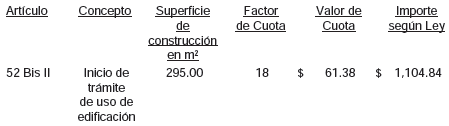 Artículo Concepto Superficie Factor Valor de Importe
de de Cuota Cuota según Ley
construcción
en m²
52 Bis II Inicio de 295.00 18 $ 61.38 $ 1,104.84
trámite
de uso de
edificación